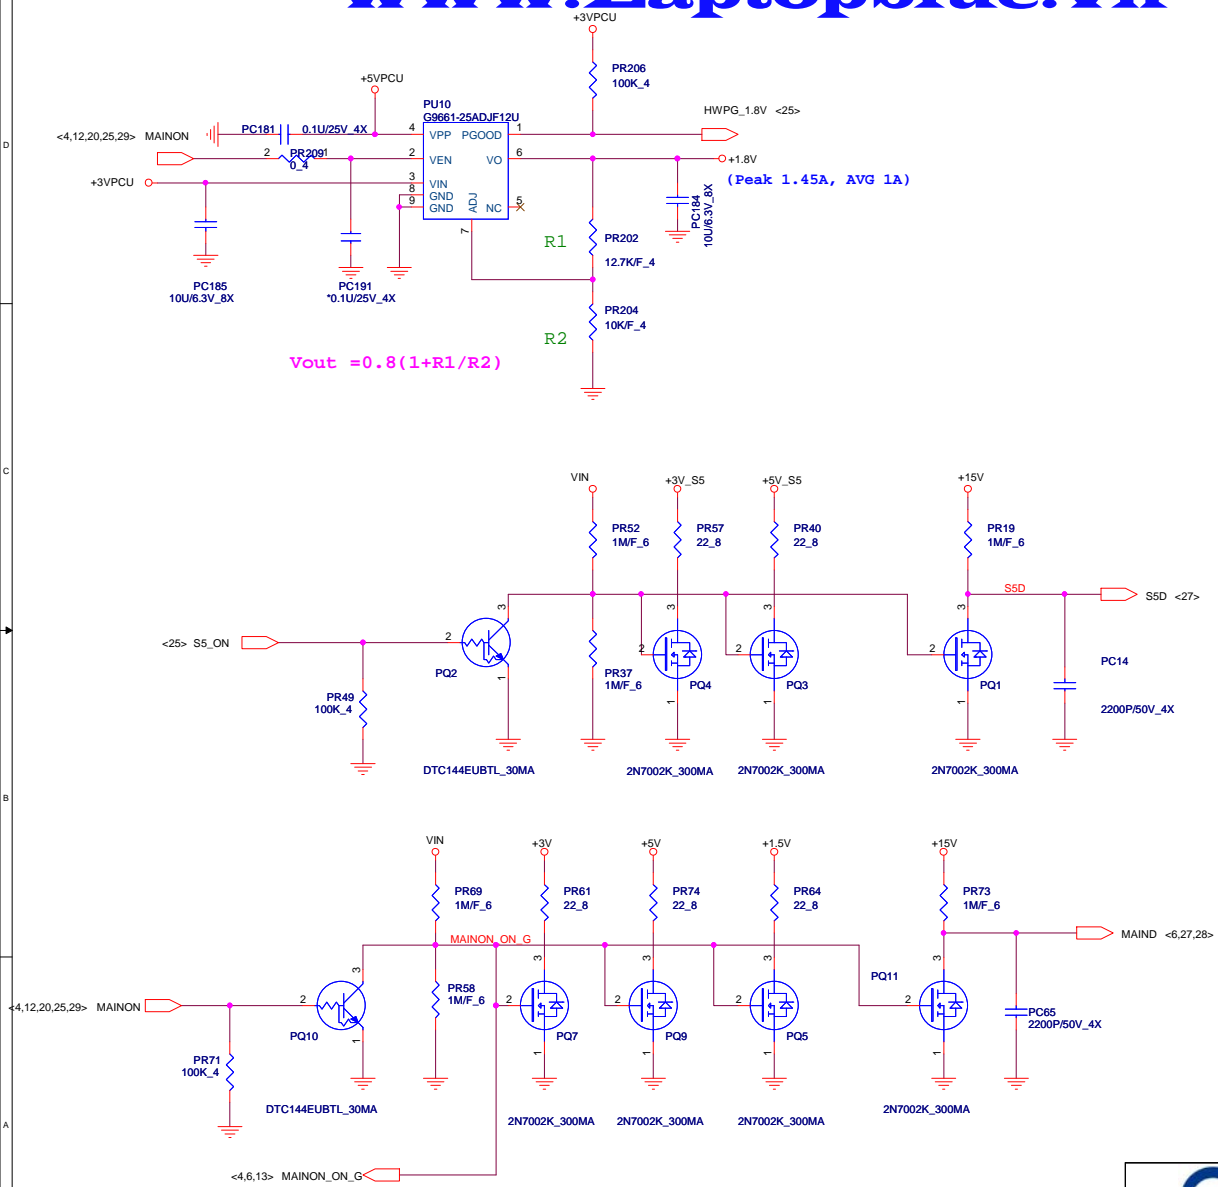 www.Laptopblue.vn
+3VPCU
PR206
100K_4
+5VPCU
PU10
G9661-25ADJF12U
HWPG_1.8V <25>
<4,12,20,25,29> MAINON
PC181
0.1U/25V_4X
4
VPP
PGOOD
1
2
PR209
1
0_4
2
VEN
VO
6
+1.8V
(Peak 1.45A, AVG 1A)
+3VPCU
3
VIN
8
GND
9
GND
ADJ
NC
5
7
PC184
10U/6.3V_8X
R1
PR202
12.7K/F_4
PC185
10U/6.3V_8X
PC191
*0.1U/25V_4X
PR204
10K/F_4
R2
Vout =0.8(1+R1/R2)
D
C
B
A
VIN
+3V_S5
+5V_S5
+15V
PR52
1M/F_6
PR57
22_8
PR40
22_8
PR19
1M/F_6
S5D
S5D <27>
3
3
3
3
<25> S5_ON
2
2
2
2
PQ2
PR37
1M/F_6
PQ4
PQ3
PQ1
PC14
2200P/50V_4X
1
1
1
1
PR49
100K_4
DTC144EUBTL_30MA
2N7002K_300MA
2N7002K_300MA
2N7002K_300MA
VIN
+3V
+5V
+1.5V
+15V
PR69
1M/F_6
PR61
22_8
PR74
22_8
PR64
22_8
PR73
1M/F_6
MAINON_ON_G
MAIND <6,27,28>
3
3
3
3
3
PQ11
PR58
1M/F_6
<4,12,20,25,29> MAINON
2
2
2
2
2
PQ10
PQ7
PQ9
PQ5
PC65
2200P/50V_4X
1
1
1
1
1
PR71
100K_4
DTC144EUBTL_30MA
2N7002K_300MA
2N7002K_300MA
2N7002K_300MA
2N7002K_300MA
<4,6,13> MAINON_ON_G